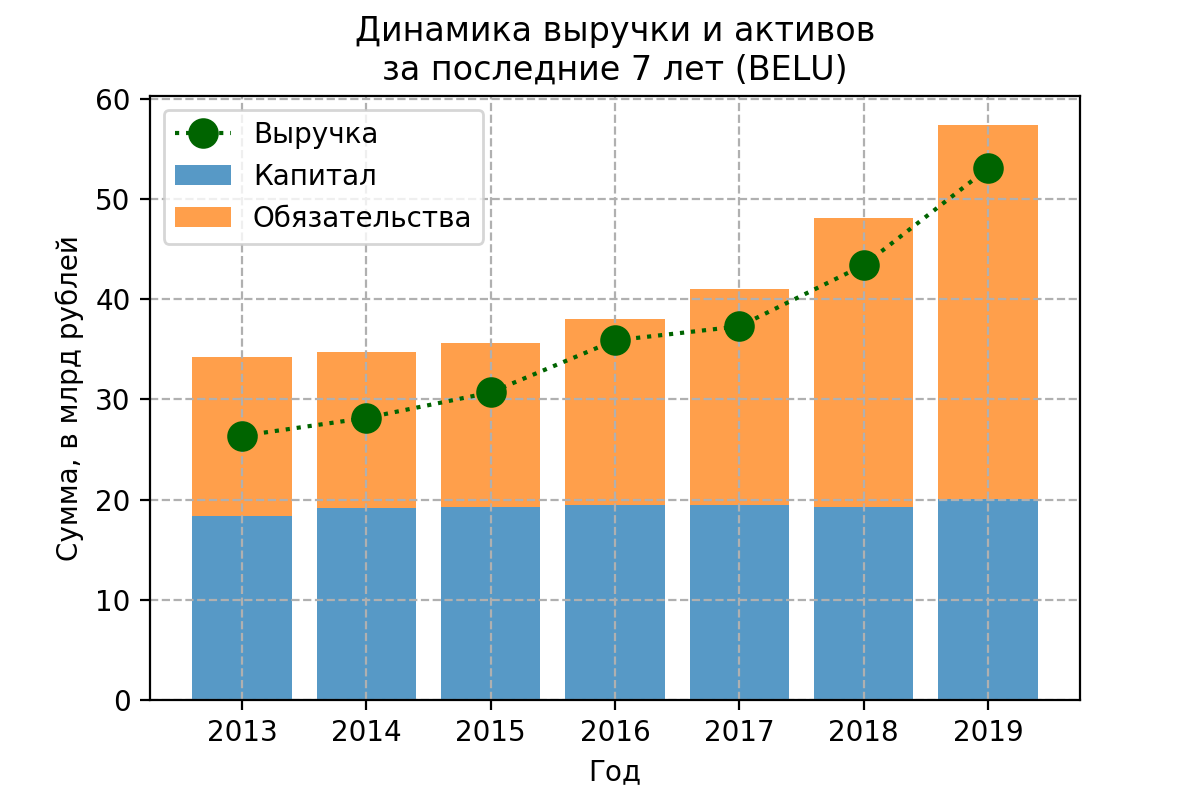 Динамика выручки и активов
за последние 7 лет (BELU)
Выручка
Капитал
Обязательства
Сумма, в млрд рублей
60
50
40
30
20
10
0
2013 2014 2015 2016 2017 2018 2019
Год